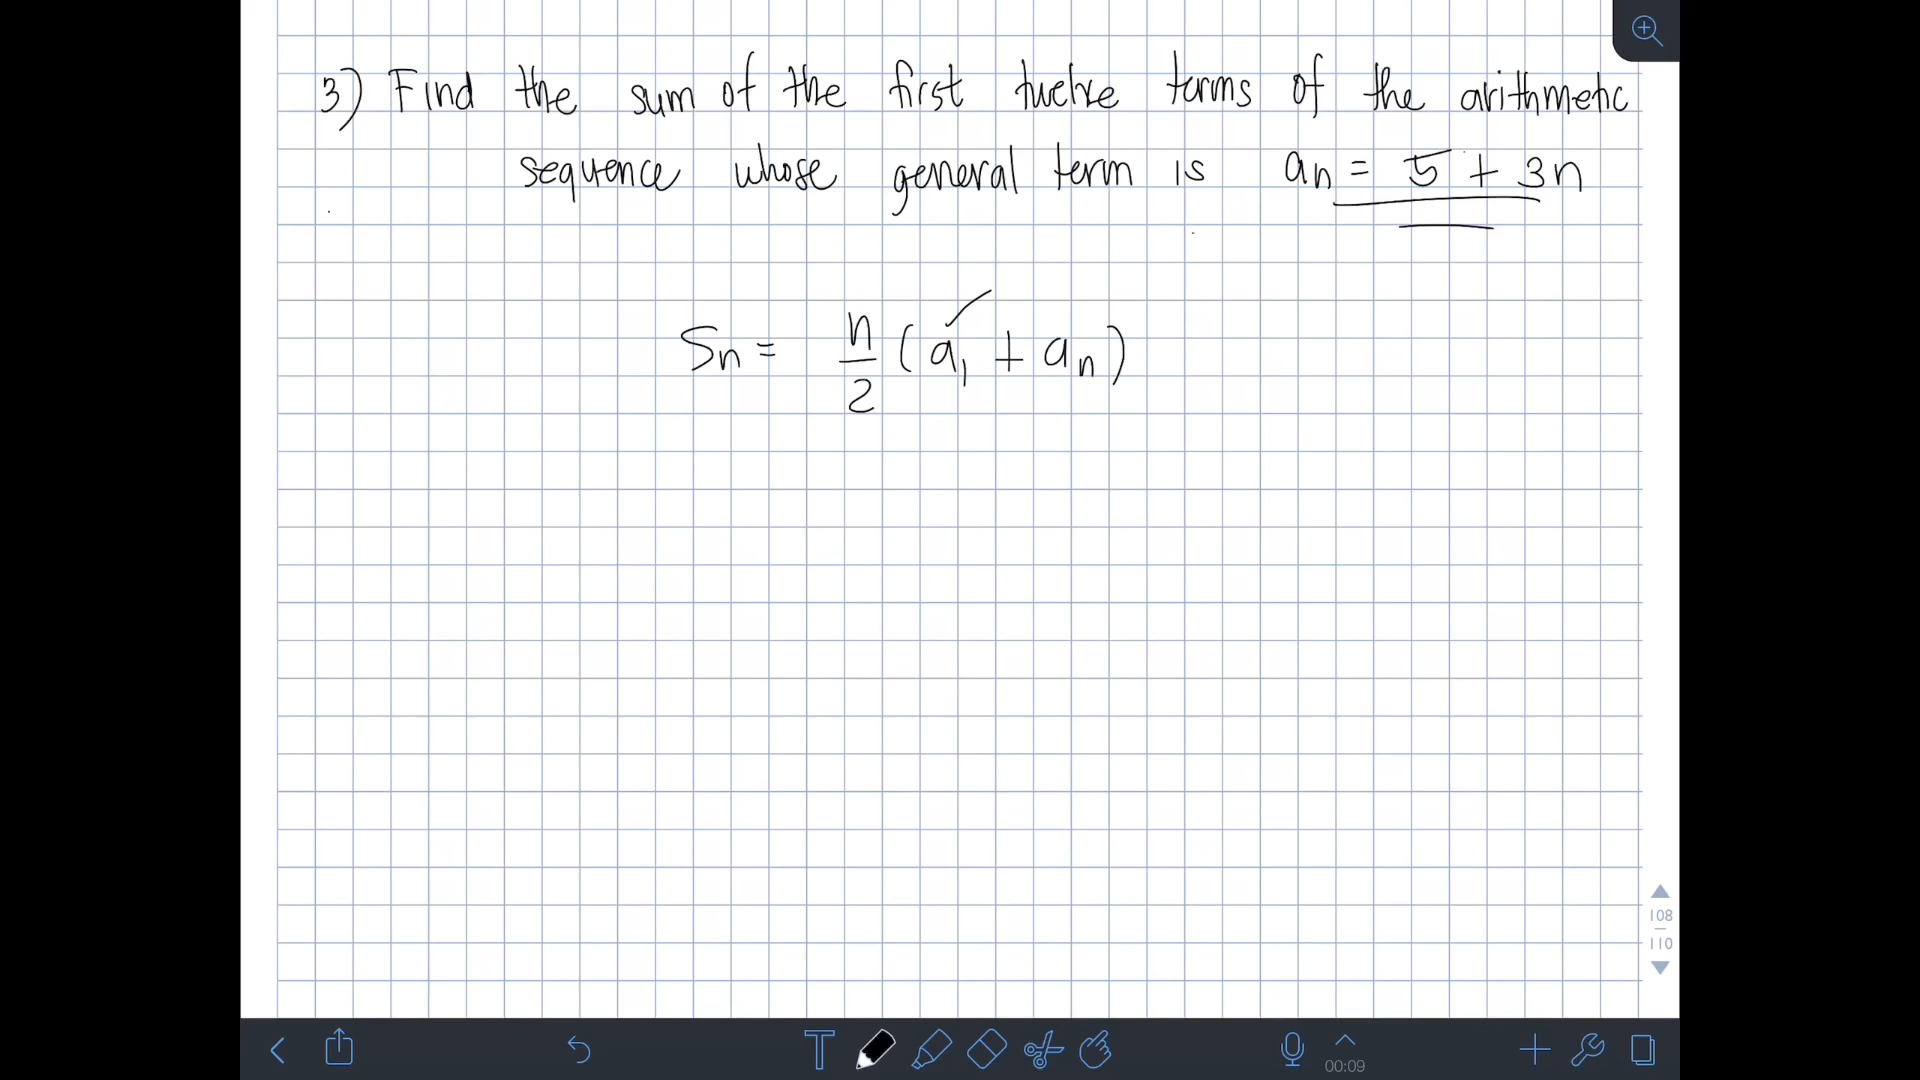 3) Find the sum of the first twelve terms of the arithmetic
sequence whose general term is an = 5 + 3n
Sn = n/2 (a₁ + an)
108
110
00:09